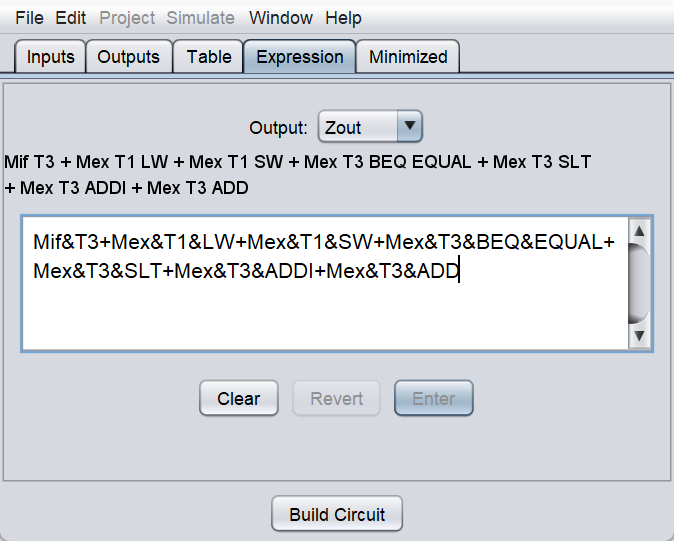 File Edit Project Simulate Window Help
Inputs Outputs Table Expression Minimized
Output: Zout
Mif T3 + Mex T1 LW + Mex T1 SW + Mex T3 BEQ EQUAL + Mex T3 SLT
+ Mex T3 ADDI + Mex T3 ADD
Mif&T3+Mex&T1&LW+Mex&T1&SW+Mex&T3&BEQ&EQUAL+
Mex&T3&SLT+Mex&T3&ADDI+Mex&T3&ADD
Clear Revert Enter
Build Circuit